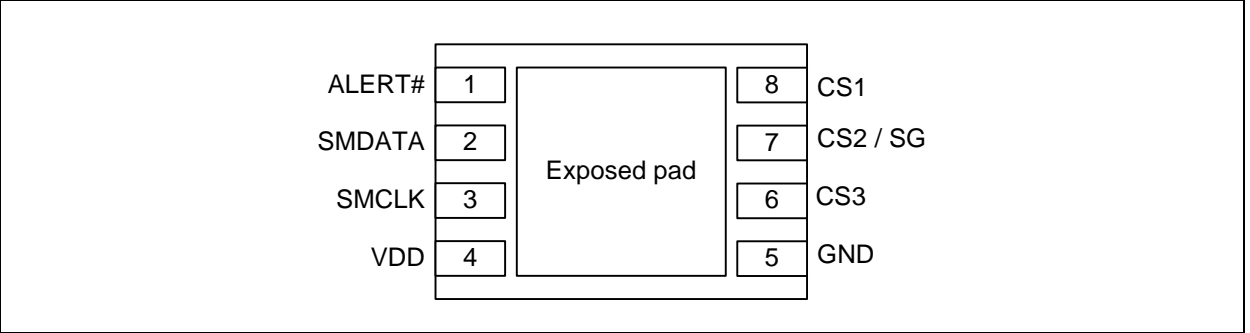 ALERT# 1 8 CS1
SMDATA 2 7 CS2 / SG
Exposed pad
SMCLK 3 6 CS3
VDD 4 5 GND